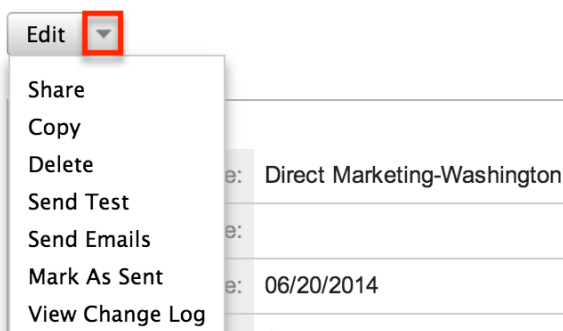 Edit
Share
Copy
Delete
Send Test
e: Direct Marketing-Washington
Send Emails
e:
Mark As Sent
e: 06/20/2014
View Change Log